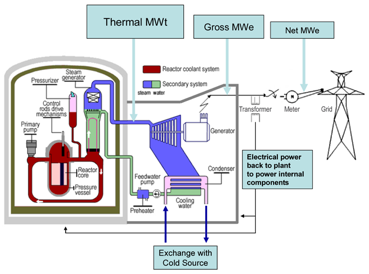 Thermal MWt
Gross MWe
Net MWe
Steam
generator
Pressurizer
Reactor coolant system
Secondary system
steam water
Control
rods drive
mechanisms
Primary
pump
Transformer
Meter
Grid
Generator
Electrical power
back to plant
to power internal
components
Feedwater
pump
Condenser
Reactor
core
Pressure
vessel
Preheater
Cooling
water
Exchange with
Cold Source